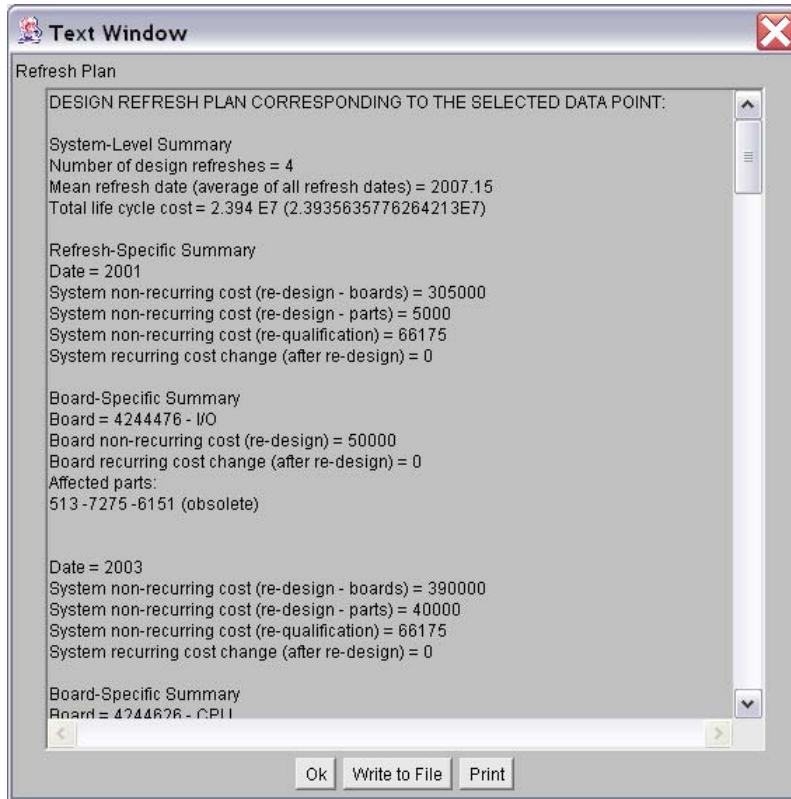 Text Window
Refresh Plan
DESIGN REFRESH PLAN CORRESPONDING TO THE SELECTED DATA POINT:
System-Level Summary
Number of design refreshes = 4
Mean refresh date (average of all refresh dates) = 2007.15
Total life cycle cost = 2.394 E7 (2.3935635776264213E7)
Refresh-Specific Summary
Date = 2001
System non-recurring cost (re-design - boards) = 305000
System non-recurring cost (re-design - parts) = 5000
System non-recurring cost (re-qualification) = 66175
System recurring cost change (after re-design) = 0
Board-Specific Summary
Board = 4244476 - I/O
Board non-recurring cost (re-design) = 50000
Board recurring cost change (after re-design) = 0
Affected parts:
513 -7275 -6151 (obsolete)
Date = 2003
System non-recurring cost (re-design - boards) = 390000
System non-recurring cost (re-design - parts) = 40000
System non-recurring cost (re-qualification) = 66175
System recurring cost change (after re-design) = 0
Board-Specific Summary
Board = 4244626 - CPU
Ok Write to File Print